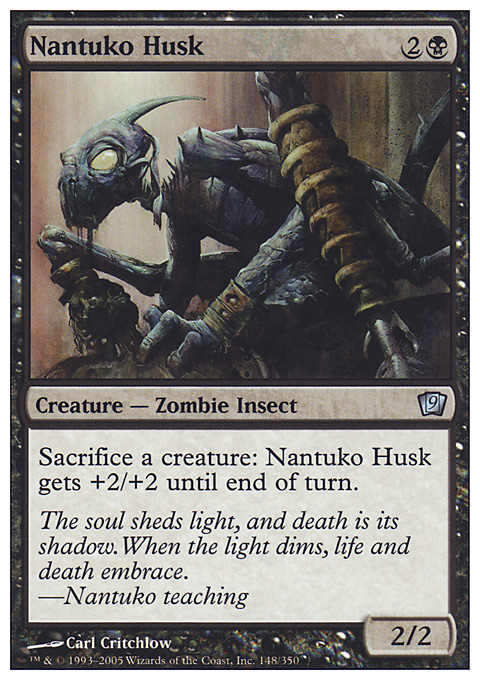 Nantuko Husk 2
Creature — Zombie Insect 9
Sacrifice a creature: Nantuko Husk
gets +2/+2 until end of turn.
The soul sheds light, and death is its
shadow. When the light dims, life and
death embrace.
—Nantuko teaching
Carl Critchlow
2/2
™ & © 1993–2005 Wizards of the Coast, Inc. 148/350